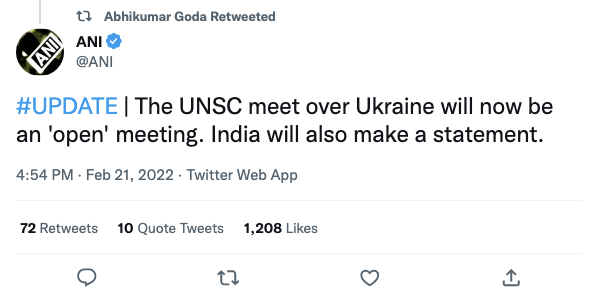 Abhikumar Goda Retweeted
ANI
ANI
@ANI
#UPDATE | The UNSC meet over Ukraine will now be
an 'open' meeting. India will also make a statement.
4:54 PM · Feb 21, 2022 · Twitter Web App
72 Retweets 10 Quote Tweets 1,208 Likes